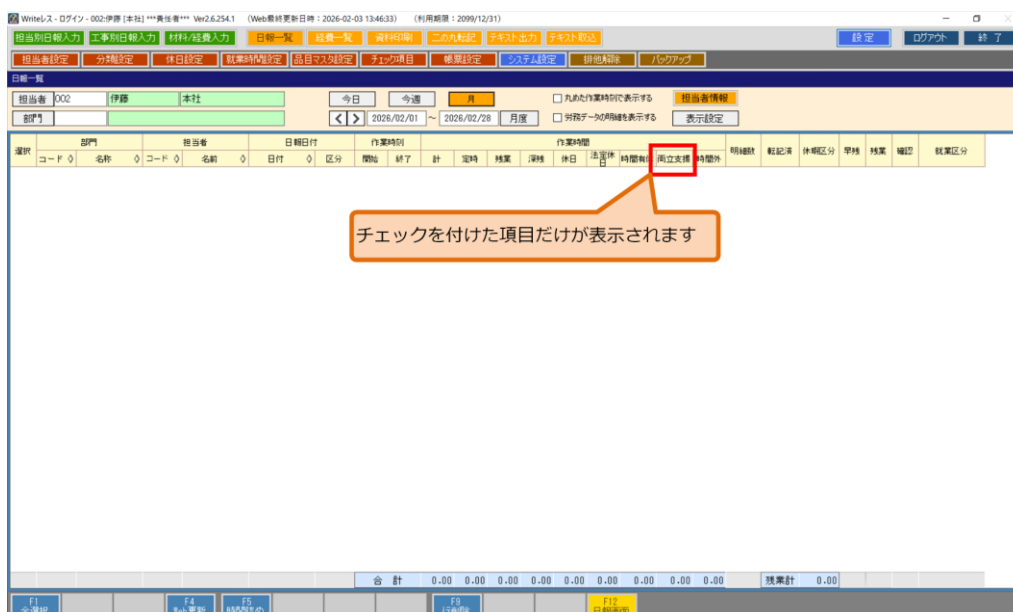 Writeレス - ログイン - 002:伊藤 [本社] ***責任者*** Ver2.6.254.1 (Web最終更新日時：2026-02-03 13:46:33) (利用期限：2099/12/31)
担当別日報入力 工事別日報入力 材料/経費入力 日報一覧 経費一覧 資料印刷 二の丸転記 テキスト出力 テキスト取込 設 定 ログアウト 終 了
担当者設定 分類設定 休日設定 就業時間設定 品目マスタ設定 チェック項目 帳票設定 システム設定 排他解除 バックアップ
日報一覧
担当者 002 伊藤 本社 今日 今週 月 丸めた作業時刻で表示する 担当者情報
部門 < > 2026/02/01 ~ 2026/02/28 月度 労務データの明細を表示する 表示設定
選択 部門 担当者 日報日付 作業時刻 作業時間 明細数 転記済 休暇区分 早残 残業 確認 就業区分
コード ◇ 名称 ◇ コード ◇ 名前 ◇ 日付 ◇ 区分 開始 終了 計 定時 残業 深残 休日 法定休日 両立支援 時間外
チェックを付けた項目だけが表示されます
合 計 0.00 0.00 0.00 0.00 0.00 0.00 0.00 0.00 0.00 残業計 0.00
F1 F4 F5 F9 F12
全選択 行削除 日報画面